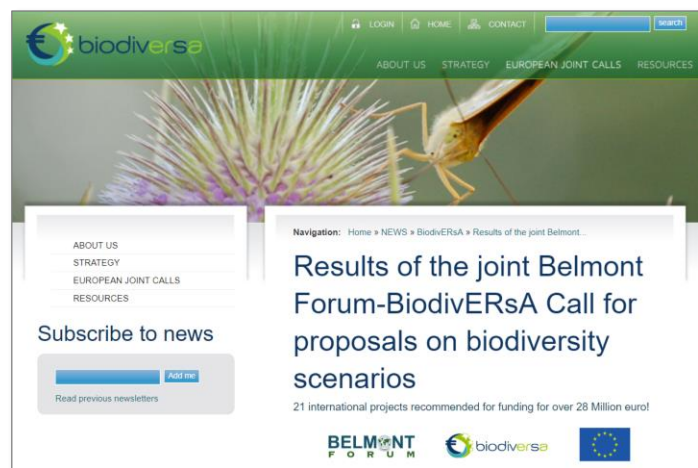 LOGIN HOME CONTACT search
biodiversa
ABOUT US STRATEGY EUROPEAN JOINT CALLS RESOURCES
ABOUT US
STRATEGY
EUROPEAN JOINT CALLS
RESOURCES
Subscribe to news
Add me
Read previous newsletters
Navigation: Home » NEWS » BiodivERsA » Results of the joint Belmont...
Results of the joint Belmont
Forum-BiodivERsA Call for
proposals on biodiversity
scenarios
21 international projects recommended for funding for over 28 Million euro!
BELMONT
FORUM
biodiversa